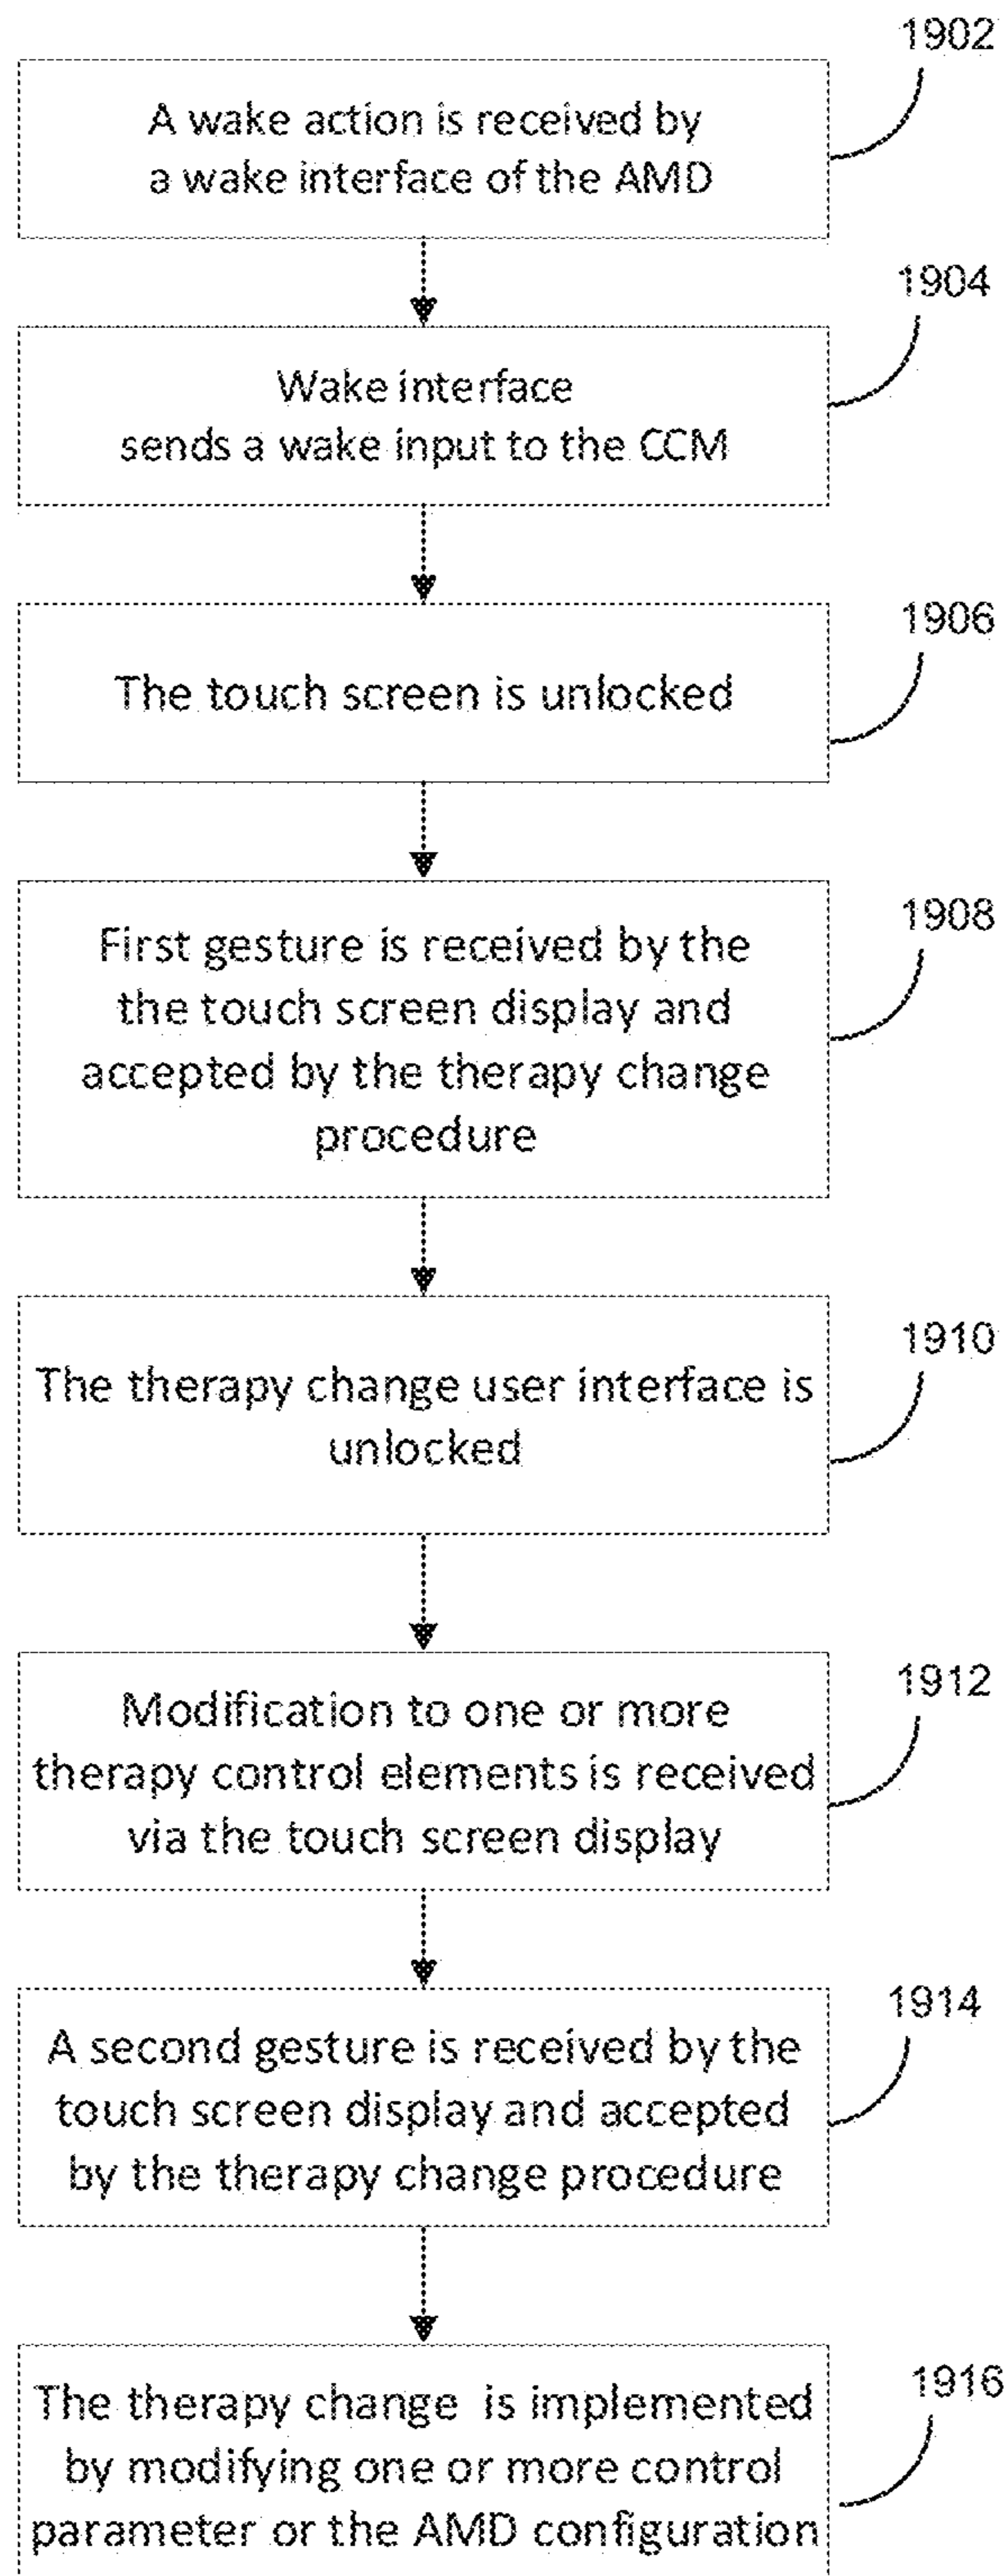 1902
A wake action is received by
a wake interface of the AMD
1904
Wake interface
sends a wake input to the CCM
1906
The touch screen is unlocked
1908
First gesture is received by the
the touch screen display and
accepted by the therapy change
procedure
1910
The therapy change user interface is
unlocked
1912
Modification to one or more
therapy control elements is received
via the touch screen display
1914
A second gesture is received by the
touch screen display and accepted
by the therapy change procedure
1916
The therapy change is implemented
by modifying one or more control
parameter or the AMD configuration